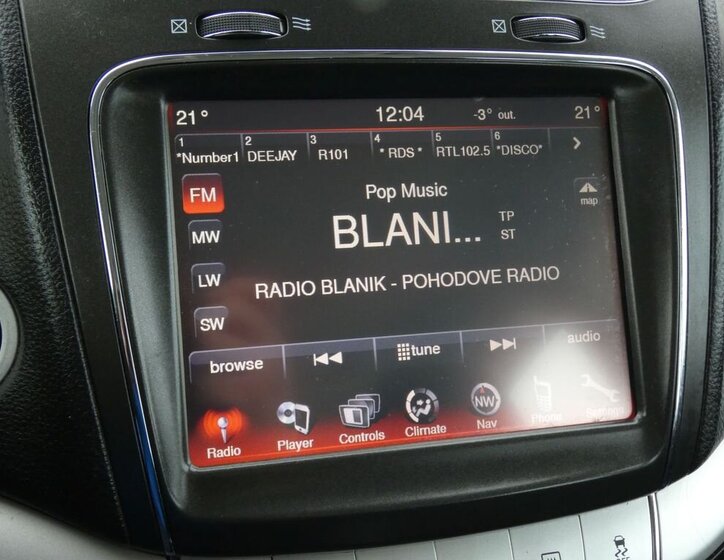 21° 12:04 -3° out. 21°
1 2 3 4 5 6
*Number1 DEEJAY R101 *RDS* RTL102.5 *DISCO*
FM Pop Music
map
MW BLANI... TP
ST
LW RADIO BLANIK - POHODOVE RADIO
SW
browse tune audio
NW
Radio Player Controls Climate Nav Phone Settings
OFF